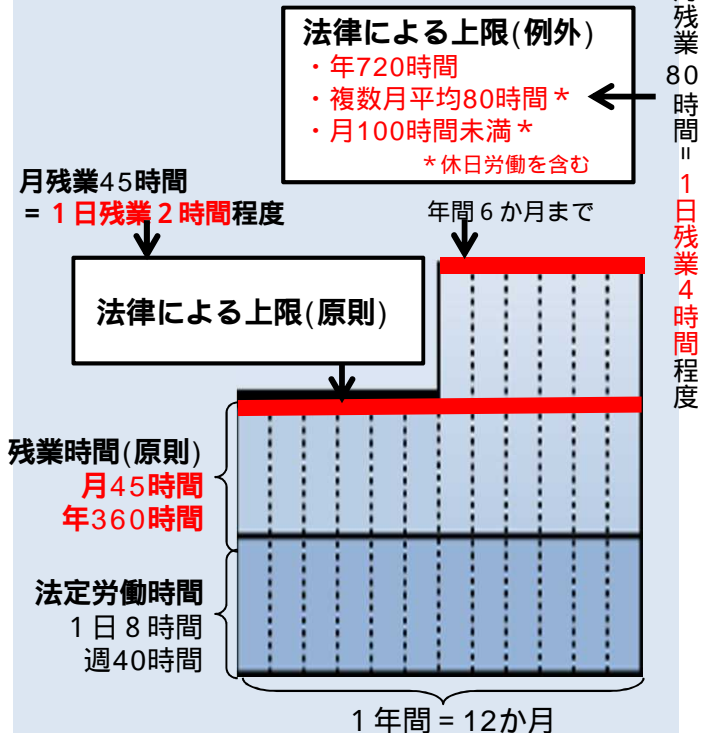 法律による上限(例外)
・年720時間
・複数月平均80時間＊
・月100時間未満＊
＊休日労働を含む
月残業45時間
= 1日残業２時間程度
年間６か月まで
法律による上限(原則)
残業時間(原則)
月45時間
年360時間
法定労働時間
１日８時間
週40時間
１年間＝12か月
残業80時間=1日残業4時間程度